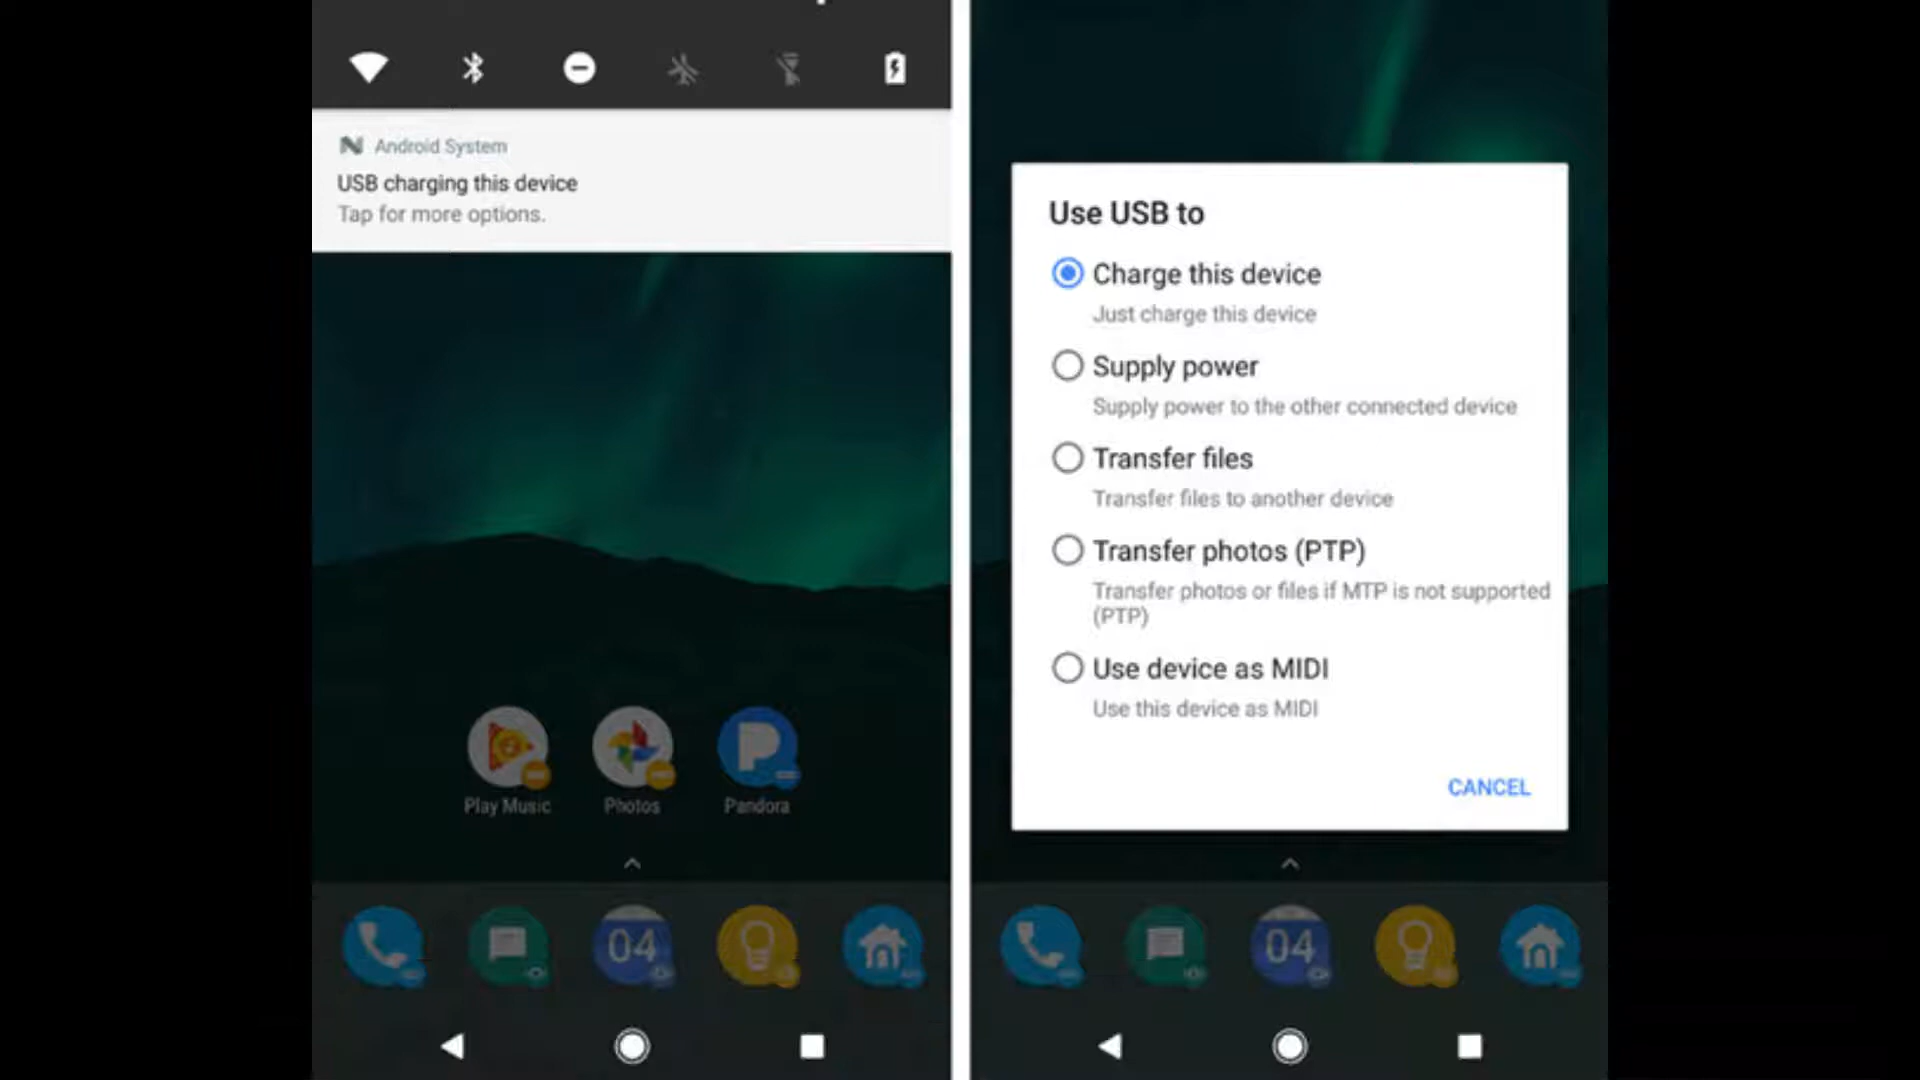 Android System
USB charging this device
Tap for more options.
Play Music
Photos
Pandora
04
Use USB to
Charge this device
Just charge this device
Supply power
Supply power to the other connected device
Transfer files
Transfer files to another device
Transfer photos (PTP)
Transfer photos or files if MTP is not supported
(PTP)
Use device as MIDI
Use this device as MIDI
CANCEL
04